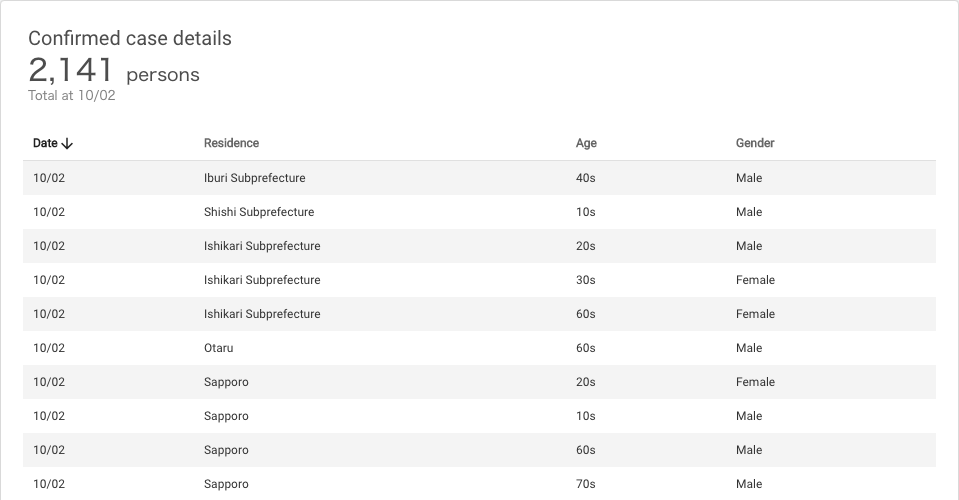 Confirmed case details
2,141 persons
Total at 10/02
Date Residence Age Gender
10/02 Iburi Subprefecture 40s Male
10/02 Shishi Subprefecture 10s Male
10/02 Ishikari Subprefecture 20s Male
10/02 Ishikari Subprefecture 30s Female
10/02 Ishikari Subprefecture 60s Female
10/02 Otaru 60s Male
10/02 Sapporo 20s Female
10/02 Sapporo 10s Male
10/02 Sapporo 60s Male
10/02 Sapporo 70s Male